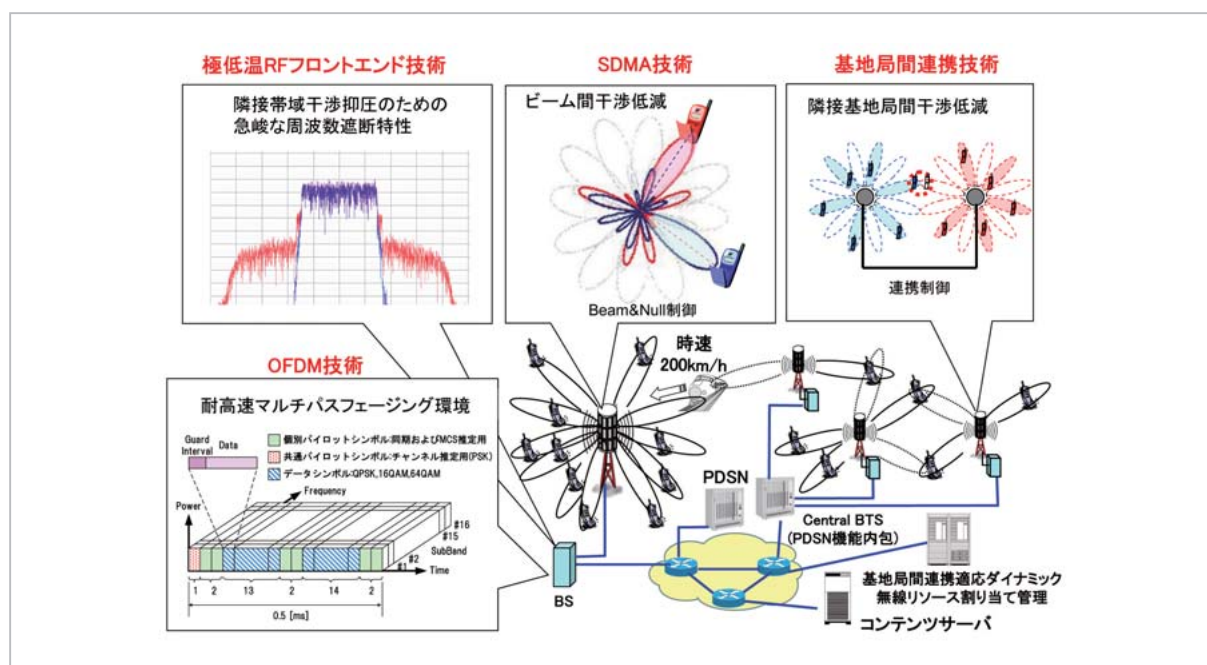 極低温RFフロントエンド技術
隣接帯域干渉抑圧のための
急峻な周波数遮断特性
SDMA技術
ビーム間干渉低減
Beam&Null制御
基地局間連携技術
隣接基地局間干渉低減
連携制御
OFDM技術
耐高速マルチパスフェージング環境
Guard
Interval
Data
個別パイロットシンボル:同期およびMCS推定用
共通パイロットシンボル:チャンネル推定用(PSK)
データシンボル:QPSK,16QAM,64QAM
Power
Frequency
#16
#15
SubBand
#2
#1
Time
1 2 13 2 14 2
0.5 [ms]
時速
200km/h
PDSN
Central BTS
(PDSN機能内包)
BS
基地局間連携適応ダイナミック
無線リソース割り当て管理
コンテンツサーバ